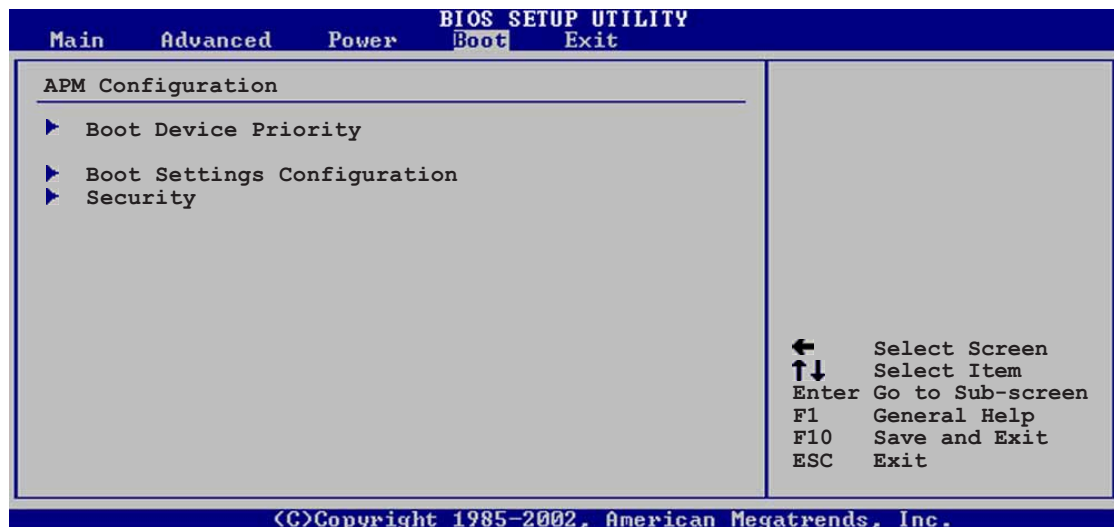 BIOS SETUP UTILITY
Main Advanced Power Boot Exit
APM Configuration
Boot Device Priority
Boot Settings Configuration
Security
← Select Screen
↑↓ Select Item
Enter Go to Sub-screen
F1 General Help
F10 Save and Exit
ESC Exit
(C)Copyright 1985-2002, American Megatrends, Inc.